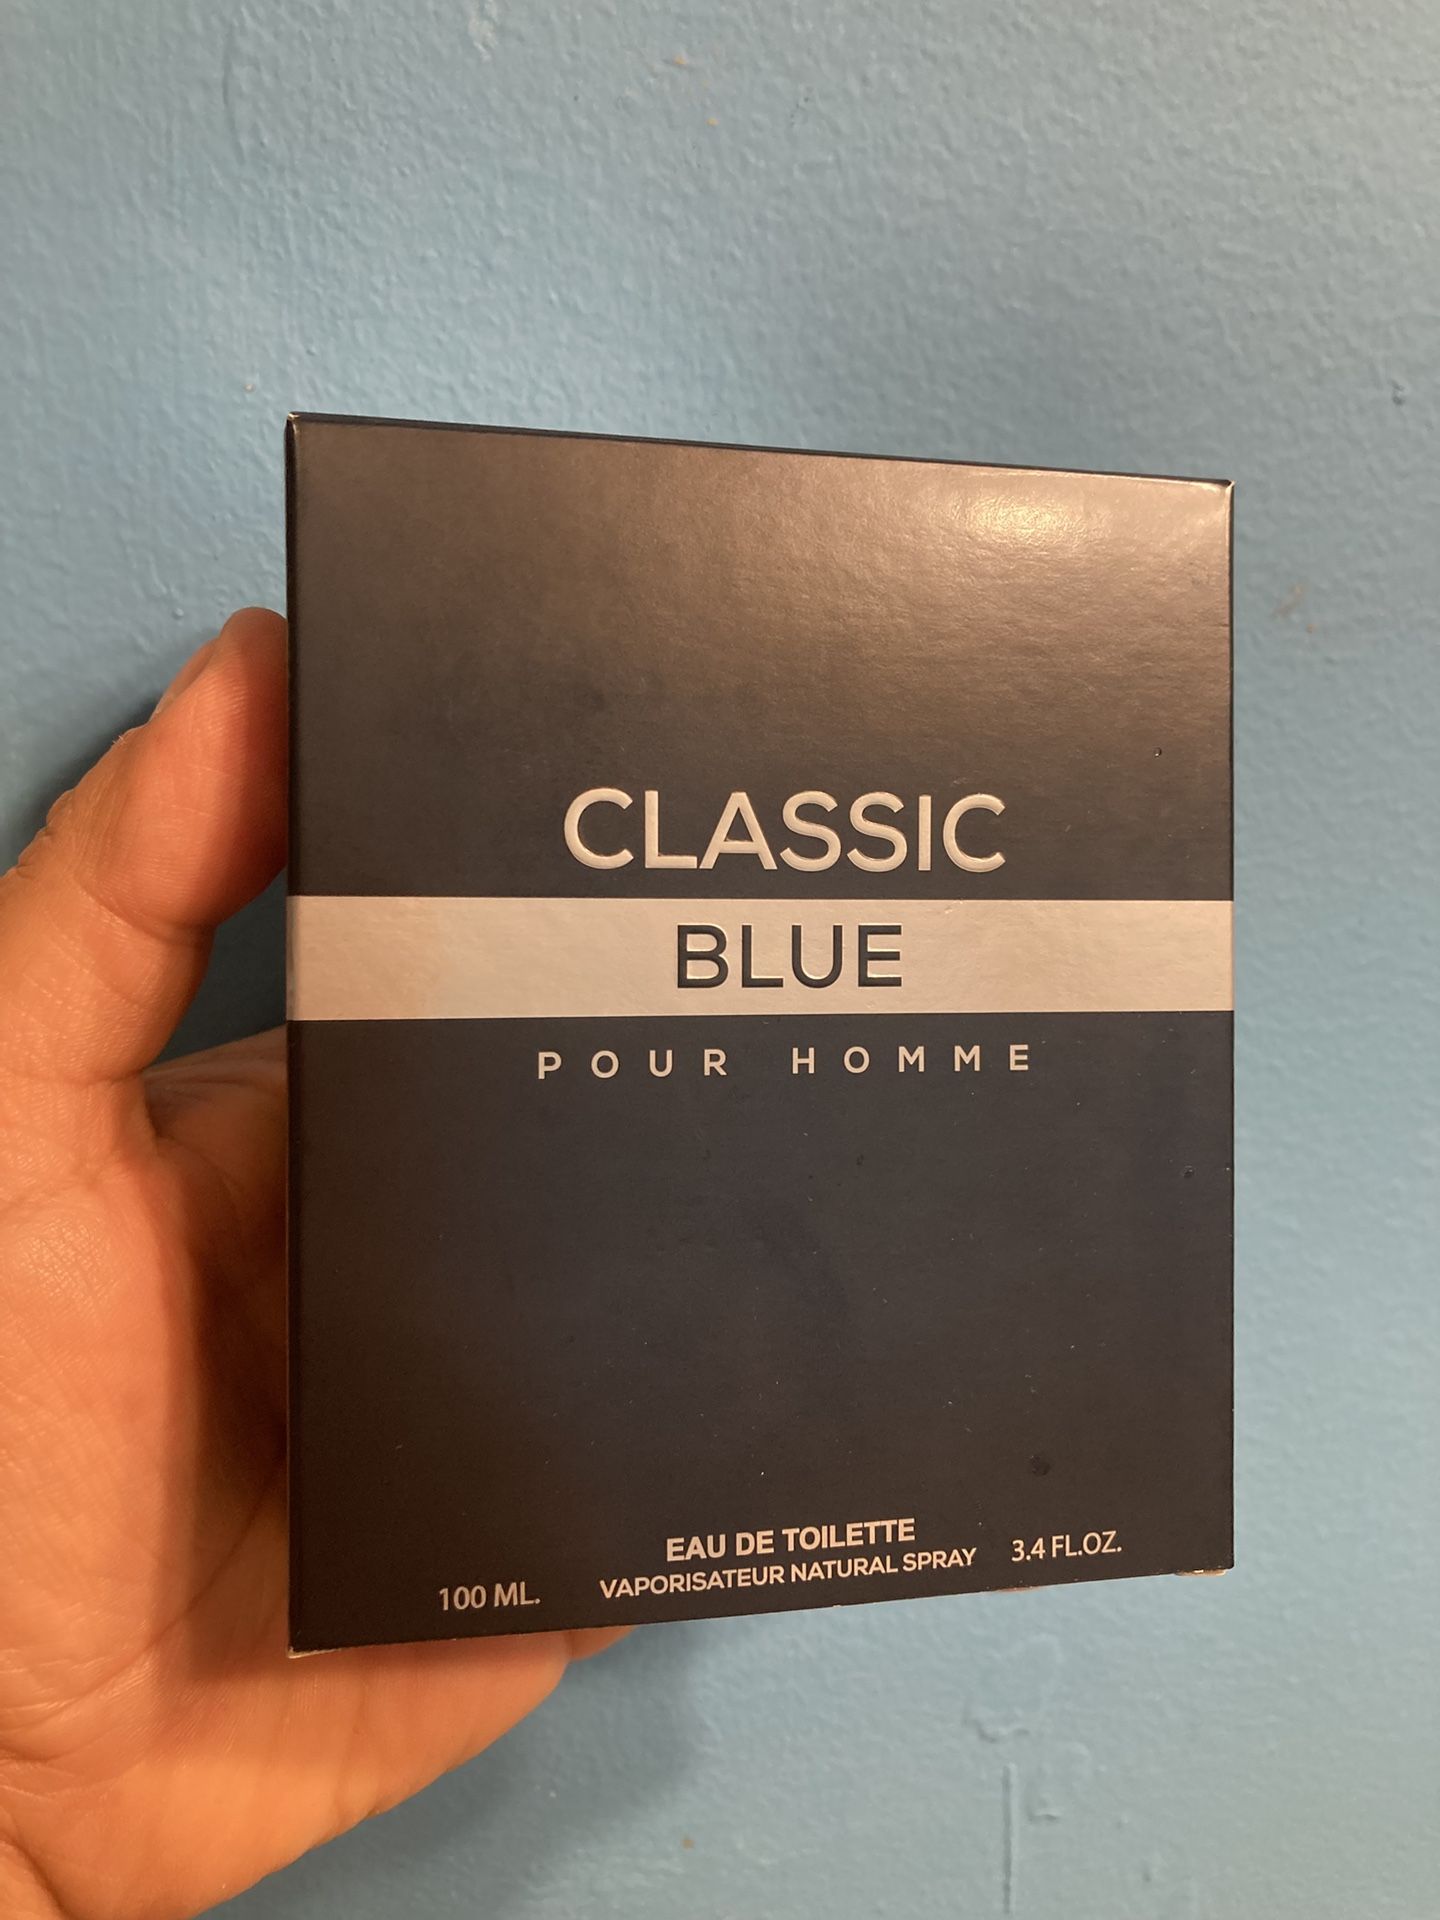 CLASSIC
BLUE
POUR HOMME
EAU DE TOILETTE
100 ML. VAPORISATEUR NATURAL SPRAY 3.4 FL.OZ.